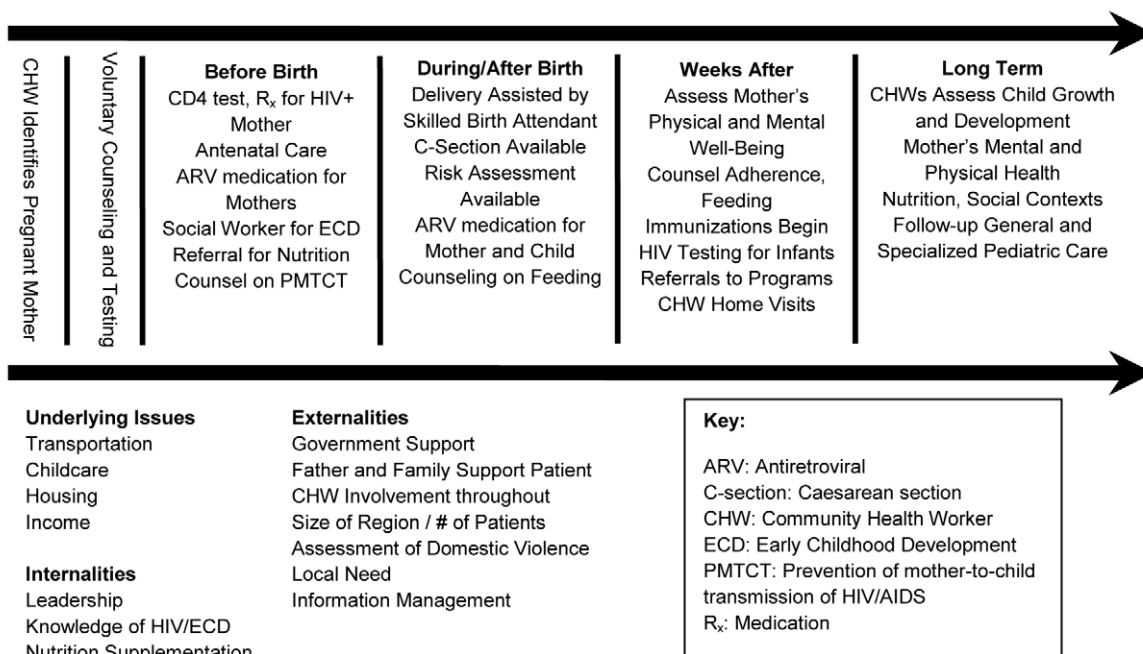 CHW Identifies Pregnant Mother
Voluntary Counseling and Testing
Before Birth
CD4 test, Rx for HIV+
Mother
Antenatal Care
ARV medication for
Mothers
Social Worker for ECD
Referral for Nutrition
Counsel on PMTCT
During/After Birth
Delivery Assisted by
Skilled Birth Attendant
C-Section Available
Risk Assessment
Available
ARV medication for
Mother and Child
Counseling on Feeding
Weeks After
Assess Mother's
Physical and Mental
Well-Being
Counsel Adherence,
Feeding
Immunizations Begin
HIV Testing for Infants
Referrals to Programs
CHW Home Visits
Long Term
CHWs Assess Child Growth
and Development
Mother's Mental and
Physical Health
Nutrition, Social Contexts
Follow-up General and
Specialized Pediatric Care
Underlying Issues
Transportation
Childcare
Housing
Income
Internalities
Leadership
Knowledge of HIV/ECD
Nutrition Supplementation
Externalities
Government Support
Father and Family Support Patient
CHW Involvement throughout
Size of Region / # of Patients
Assessment of Domestic Violence
Local Need
Information Management
Key:
ARV: Antiretroviral
C-section: Caesarean section
CHW: Community Health Worker
ECD: Early Childhood Development
PMTCT: Prevention of mother-to-child
transmission of HIV/AIDS
Rx: Medication